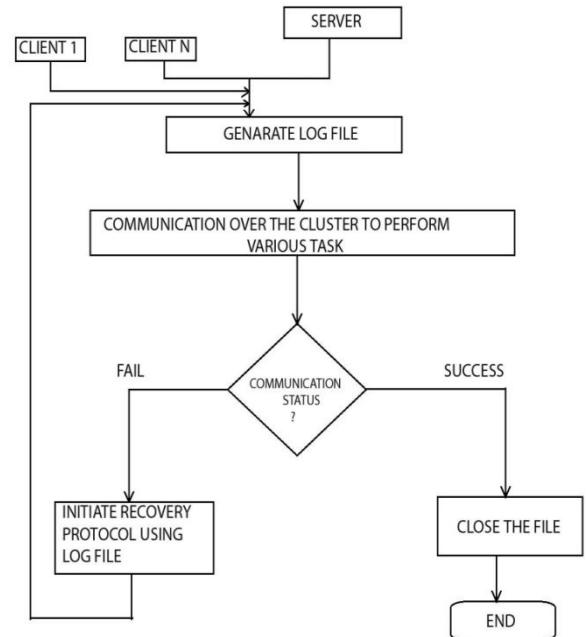 SERVER
CLIENT 1
CLIENT N
GENARATE LOG FILE
COMMUNICATION OVER THE CLUSTER TO PERFORM
VARIOUS TASK
FAIL
SUCCESS
COMMUNICATION
STATUS
?
INITIATE RECOVERY
PROTOCOL USING
LOG FILE
CLOSE THE FILE
END